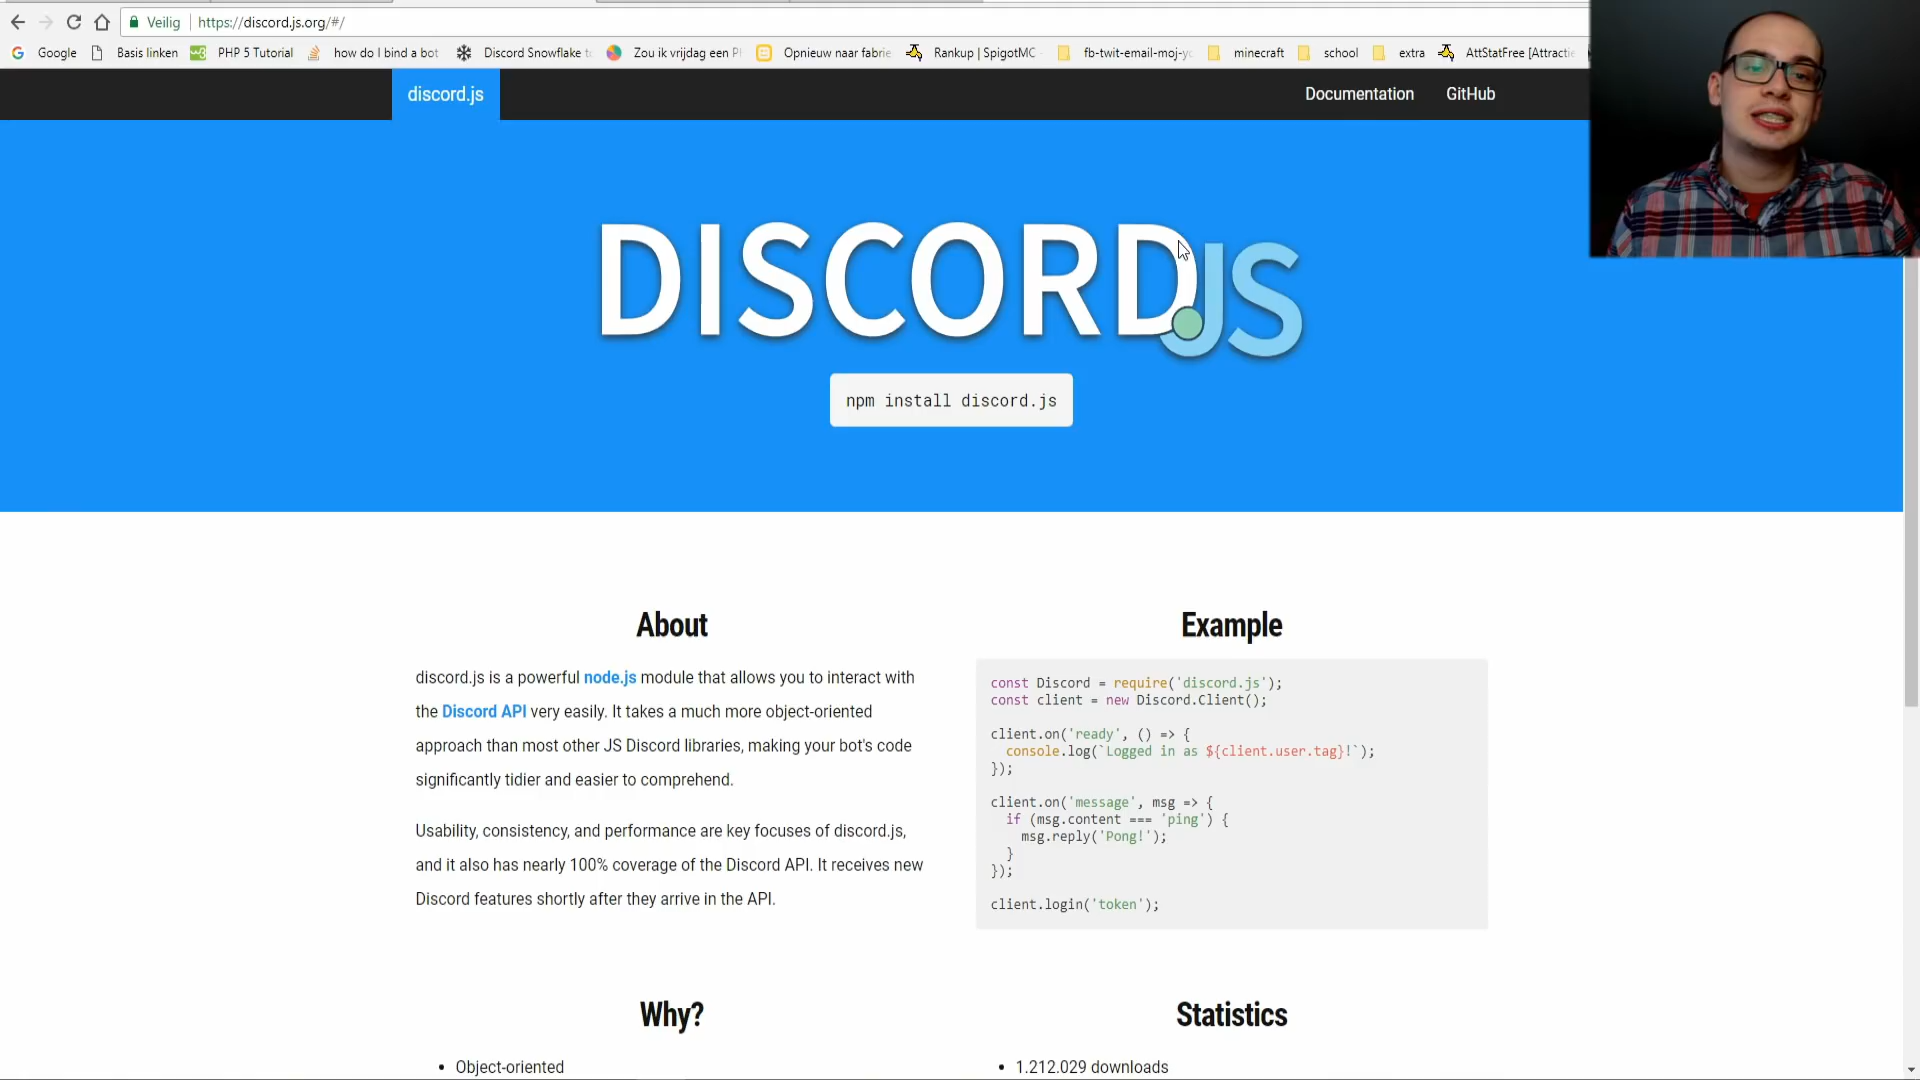 Veilig https://discord.js.org/#/
Google Basis linken PHP 5 Tutorial how do I bind a bot Discord Snowflake to Zou ik vrijdag een P Opnieuw naar fabrie Rankup | SpigotMC fb-twit-email-moj-yo minecraft school extra AttStatFree [Attractie
discord.js Documentation GitHub
DISCORD.JS
npm install discord.js
About
discord.js is a powerful node.js module that allows you to interact with
the Discord API very easily. It takes a much more object-oriented
approach than most other JS Discord libraries, making your bot's code
significantly tidier and easier to comprehend.
Usability, consistency, and performance are key focuses of discord.js,
and it also has nearly 100% coverage of the Discord API. It receives new
Discord features shortly after they arrive in the API.
Example
const Discord = require('discord.js');
const client = new Discord.Client();
client.on('ready', () => {
  console.log(`Logged in as ${client.user.tag}!`);
});
client.on('message', msg => {
  if (msg.content === 'ping') {
    msg.reply('Pong!');
  }
});
client.login('token');
Why?
• Object-oriented
Statistics
• 1.212.029 downloads